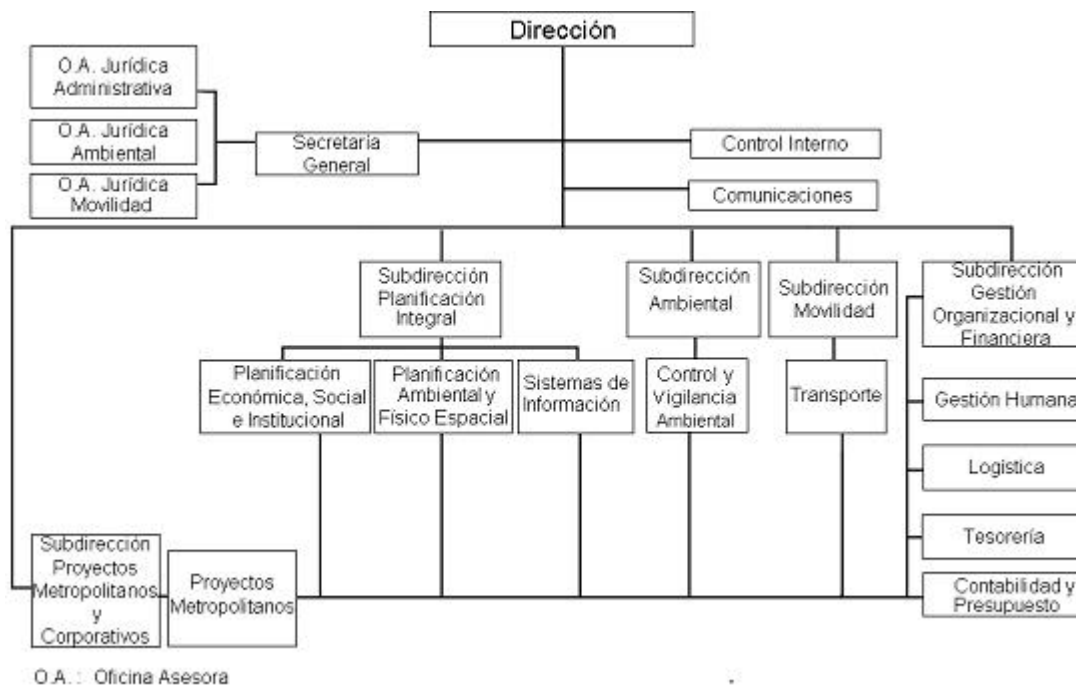 Dirección
O.A. Jurídica
Administrativa
O.A. Jurídica
Ambiental
O.A. Jurídica
Movilidad
Secretaría
General
Control Interno
Comunicaciones
Subdirección
Planificación
Integral
Subdirección
Ambiental
Subdirección
Movilidad
Subdirección
Gestión
Organizacional y
Financiera
Planificación
Económica, Social
e Institucional
Planificación
Ambiental y
Físico Espacial
Sistemas de
Información
Control y
Vigilancia
Ambiental
Transporte
Gestión Humana
Logística
Tesorería
Contabilidad y
Presupuesto
Subdirección
Proyectos
Metropolitanos
y
Corporativos
Proyectos
Metropolitanos
O.A. : Oficina Asesora